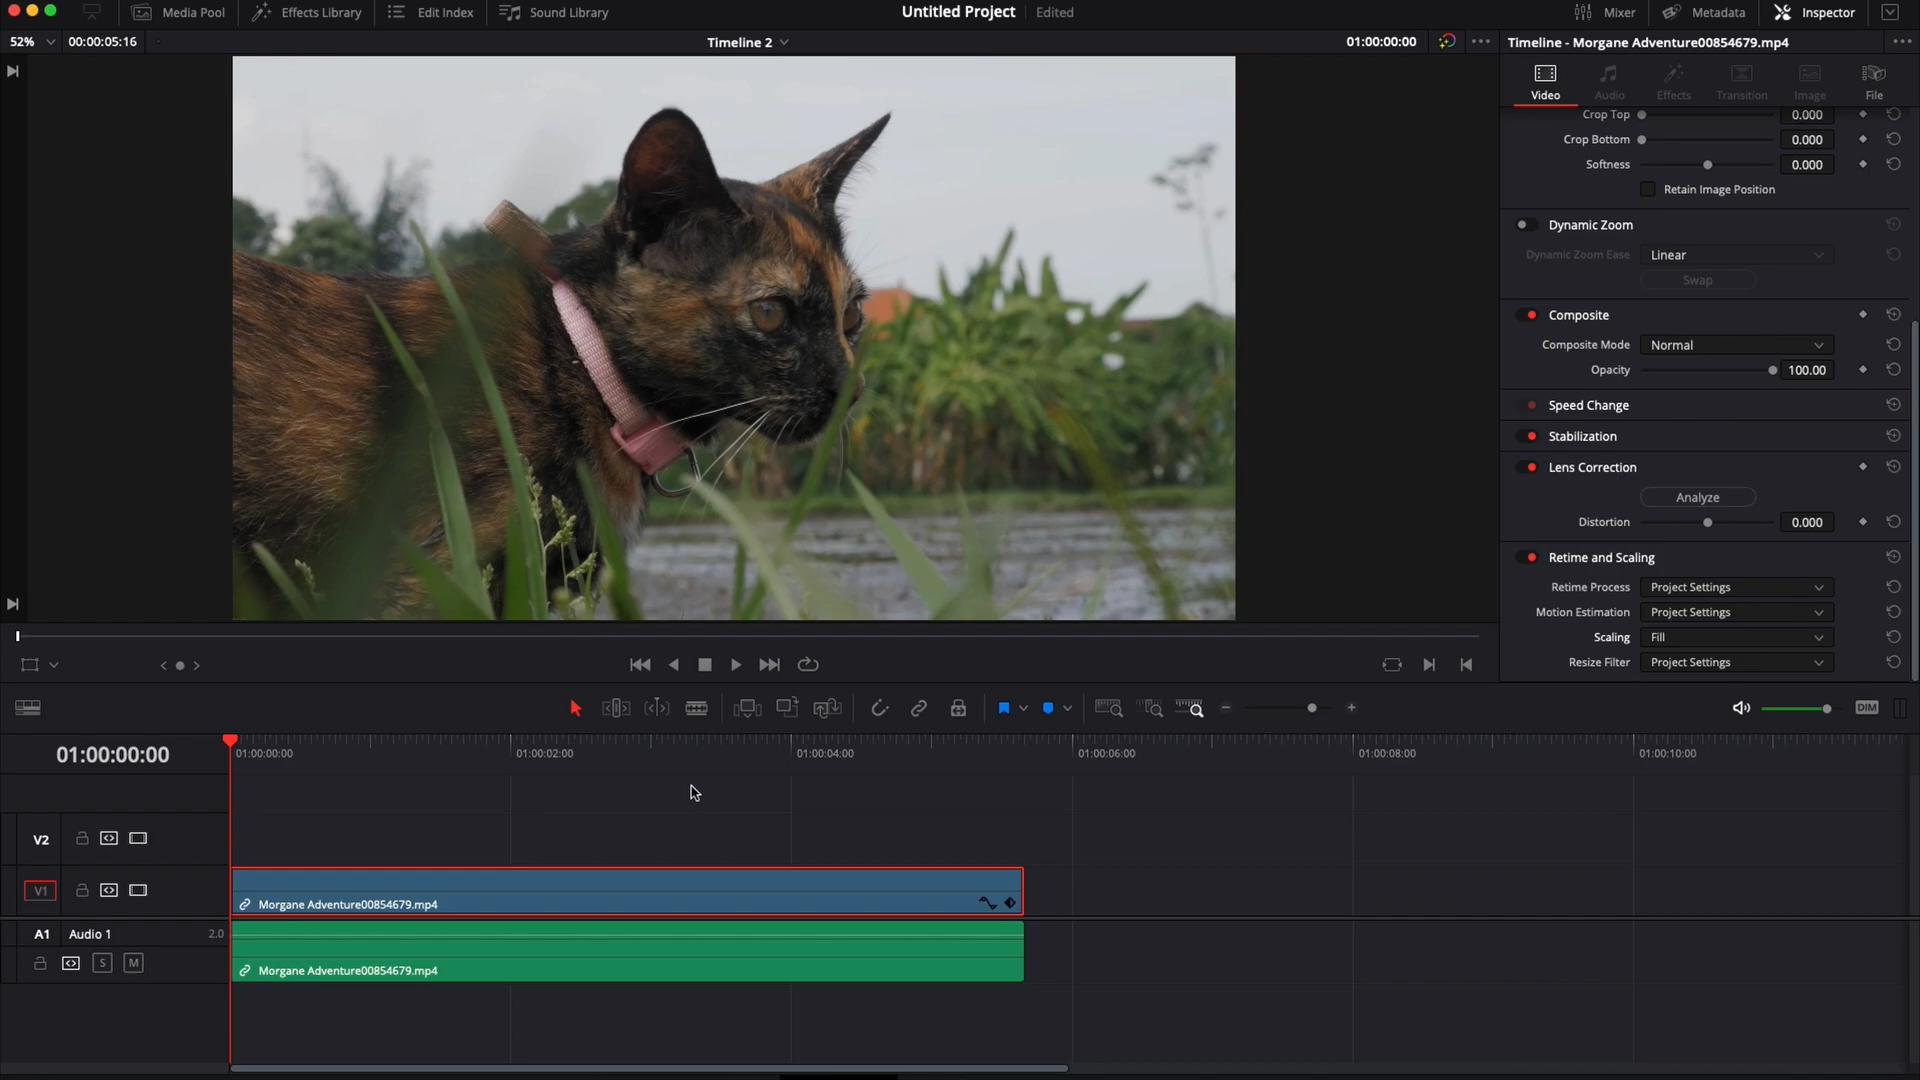 Media Pool
Effects Library
Edit Index
Sound Library
Untitled Project
Edited
Mixer
Metadata
Inspector
52%
00:00:05:16
Timeline 2
01:00:00:00
Timeline - Morgane Adventure00854679.mp4
Video
Audio
Effects
Transition
Image
File
Crop Top 0.000
Crop Bottom 0.000
Softness 0.000
Retain Image Position
Dynamic Zoom
Dynamic Zoom Ease Linear
Swap
Composite
Composite Mode Normal
Opacity 100.00
Speed Change
Stabilization
Lens Correction
Analyze
Distortion 0.000
Retime and Scaling
Retime Process Project Settings
Motion Estimation Project Settings
Scaling Fill
Resize Filter Project Settings
DIM
01:00:00:00
01:00:00:00
01:00:02:00
01:00:04:00
01:00:06:00
01:00:08:00
01:00:10:00
V2
V1
Morgane Adventure00854679.mp4
A1 Audio 1 2.0
S M
Morgane Adventure00854679.mp4